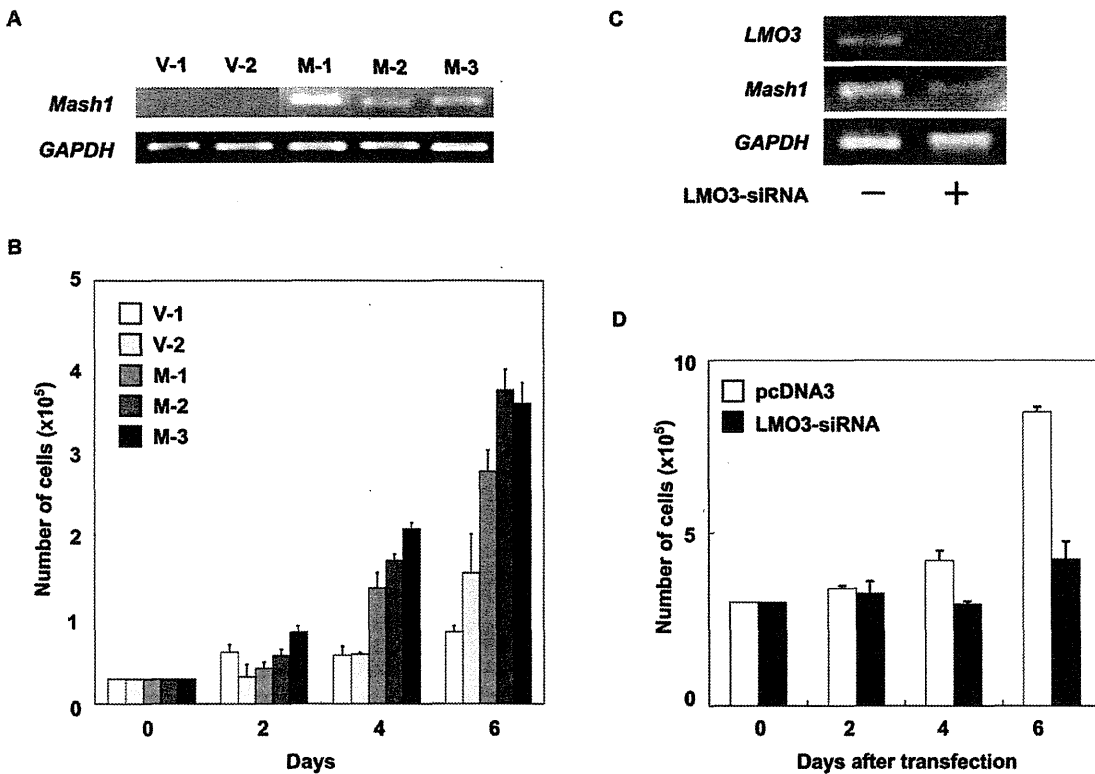 A
V-1 V-2 M-1 M-2 M-3
Mash1
GAPDH
C
LMO3
Mash1
GAPDH
LMO3-siRNA − +
B
Number of cells (x10⁵)
5
4
3
2
1
0
V-1
V-2
M-1
M-2
M-3
0 2 4 6
Days
D
Number of cells (x10⁵)
10
5
0
pcDNA3
LMO3-siRNA
0 2 4 6
Days after transfection